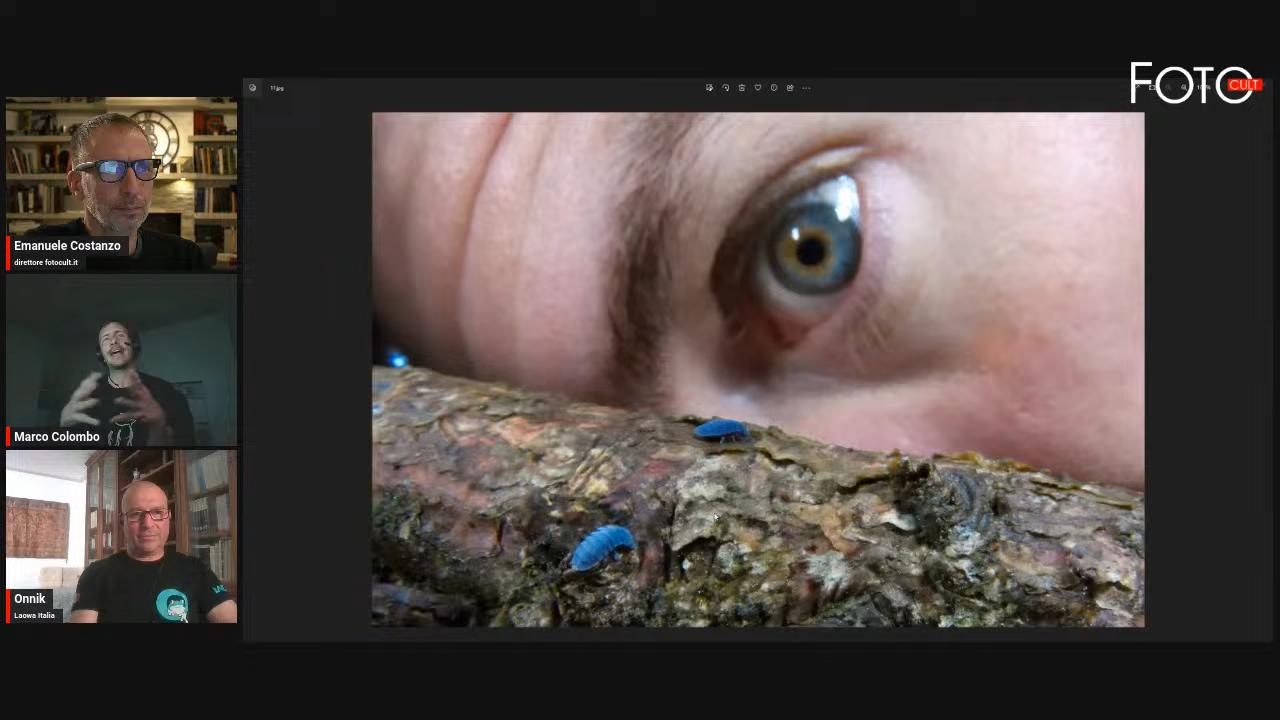 FOTO CULT
Emanuele Costanzo
direttore fotocult.it
Marco Colombo
Onnik
Laowa Italia